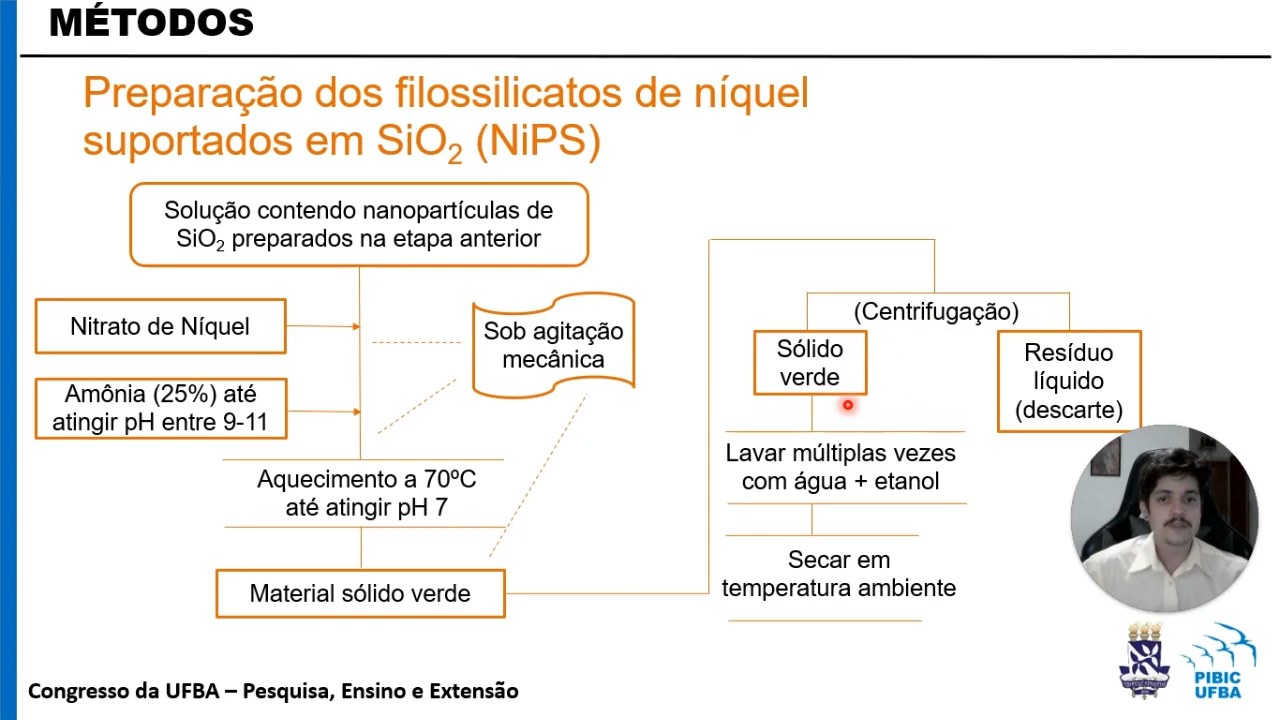 MÉTODOS
Preparação dos filossilicatos de níquel
suportados em SiO₂ (NiPS)
Solução contendo nanopartículas de
SiO₂ preparados na etapa anterior
Nitrato de Níquel
Sob agitação
mecânica
Amônia (25%) até
atingir pH entre 9-11
Aquecimento a 70ºC
até atingir pH 7
Material sólido verde
(Centrifugação)
Sólido
verde
Resíduo
líquido
(descarte)
Lavar múltiplas vezes
com água + etanol
Secar em
temperatura ambiente
PIBIC
UFBA
Congresso da UFBA – Pesquisa, Ensino e Extensão